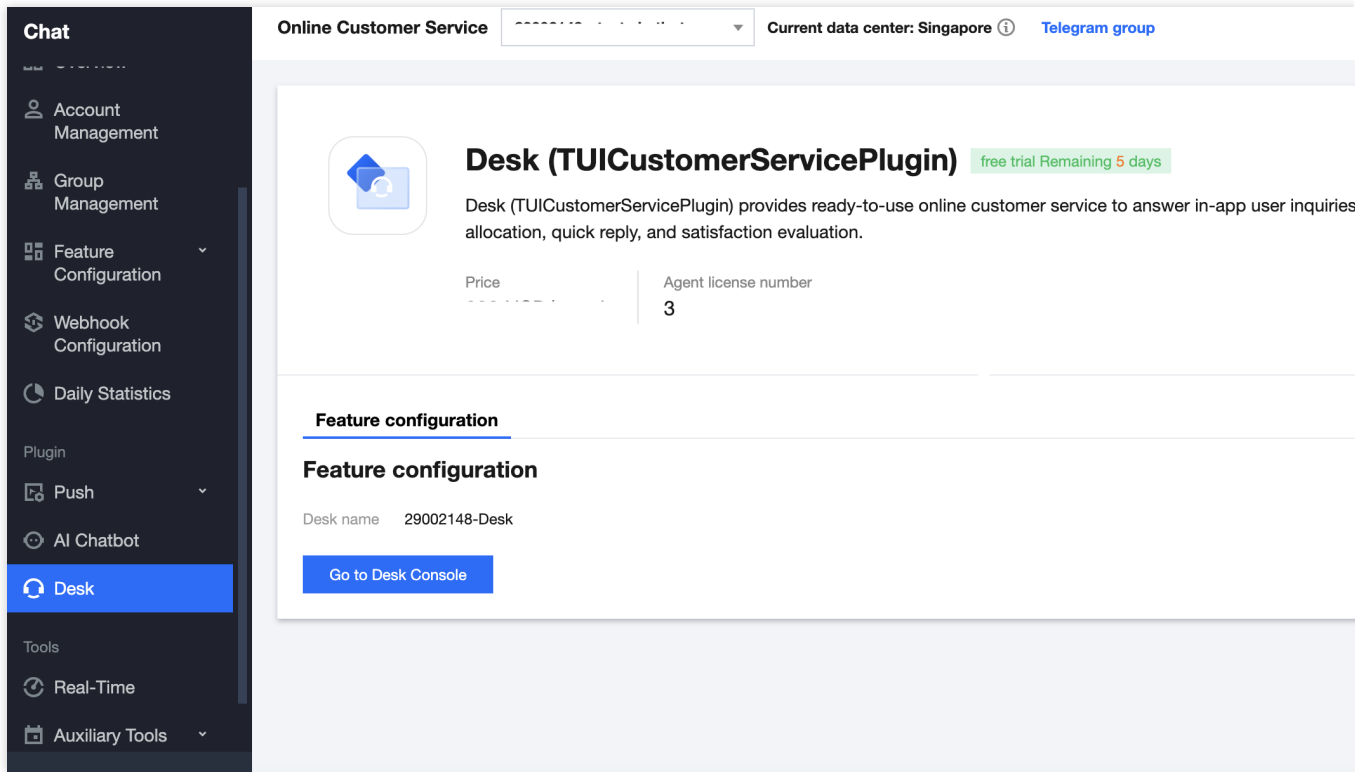 Chat
Account
Management
Group
Management
Feature
Configuration
Webhook
Configuration
Daily Statistics
Plugin
Push
AI Chatbot
Desk
Tools
Real-Time
Auxiliary Tools
Online Customer Service
Current data center: Singapore
Telegram group
Desk (TUICustomerServicePlugin)
free trial Remaining 5 days
Desk (TUICustomerServicePlugin) provides ready-to-use online customer service to answer in-app user inquiries
allocation, quick reply, and satisfaction evaluation.
Price
Agent license number
3
Feature configuration
Feature configuration
Desk name 29002148-Desk
Go to Desk Console